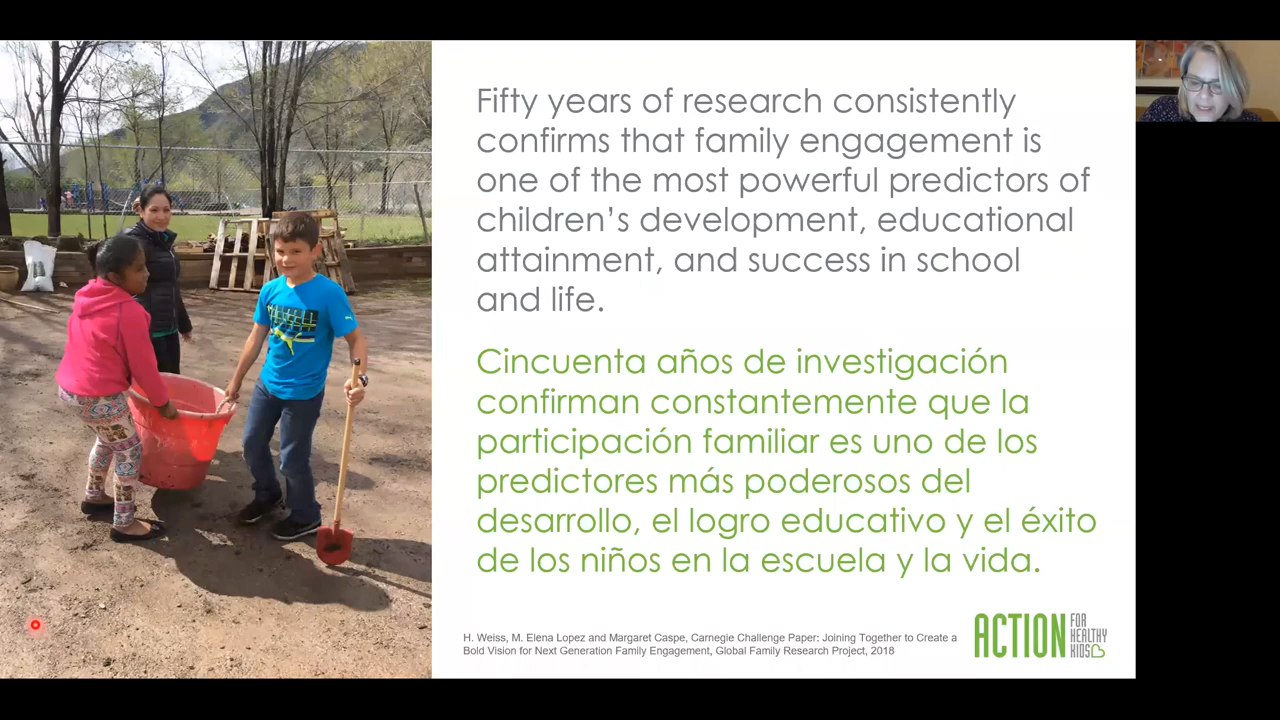 Fifty years of research consistently
confirms that family engagement is
one of the most powerful predictors of
children’s development, educational
attainment, and success in school
and life.
Cincuenta años de investigación
confirman constantemente que la
participación familiar es uno de los
predictores más poderosos del
desarrollo, el logro educativo y el éxito
de los niños en la escuela y la vida.
H. Weiss, M. Elena Lopez and Margaret Caspe, Carnegie Challenge Paper: Joining Together to Create a
Bold Vision for Next Generation Family Engagement, Global Family Research Project, 2018
ACTION
FOR
HEALTHY
KIDS